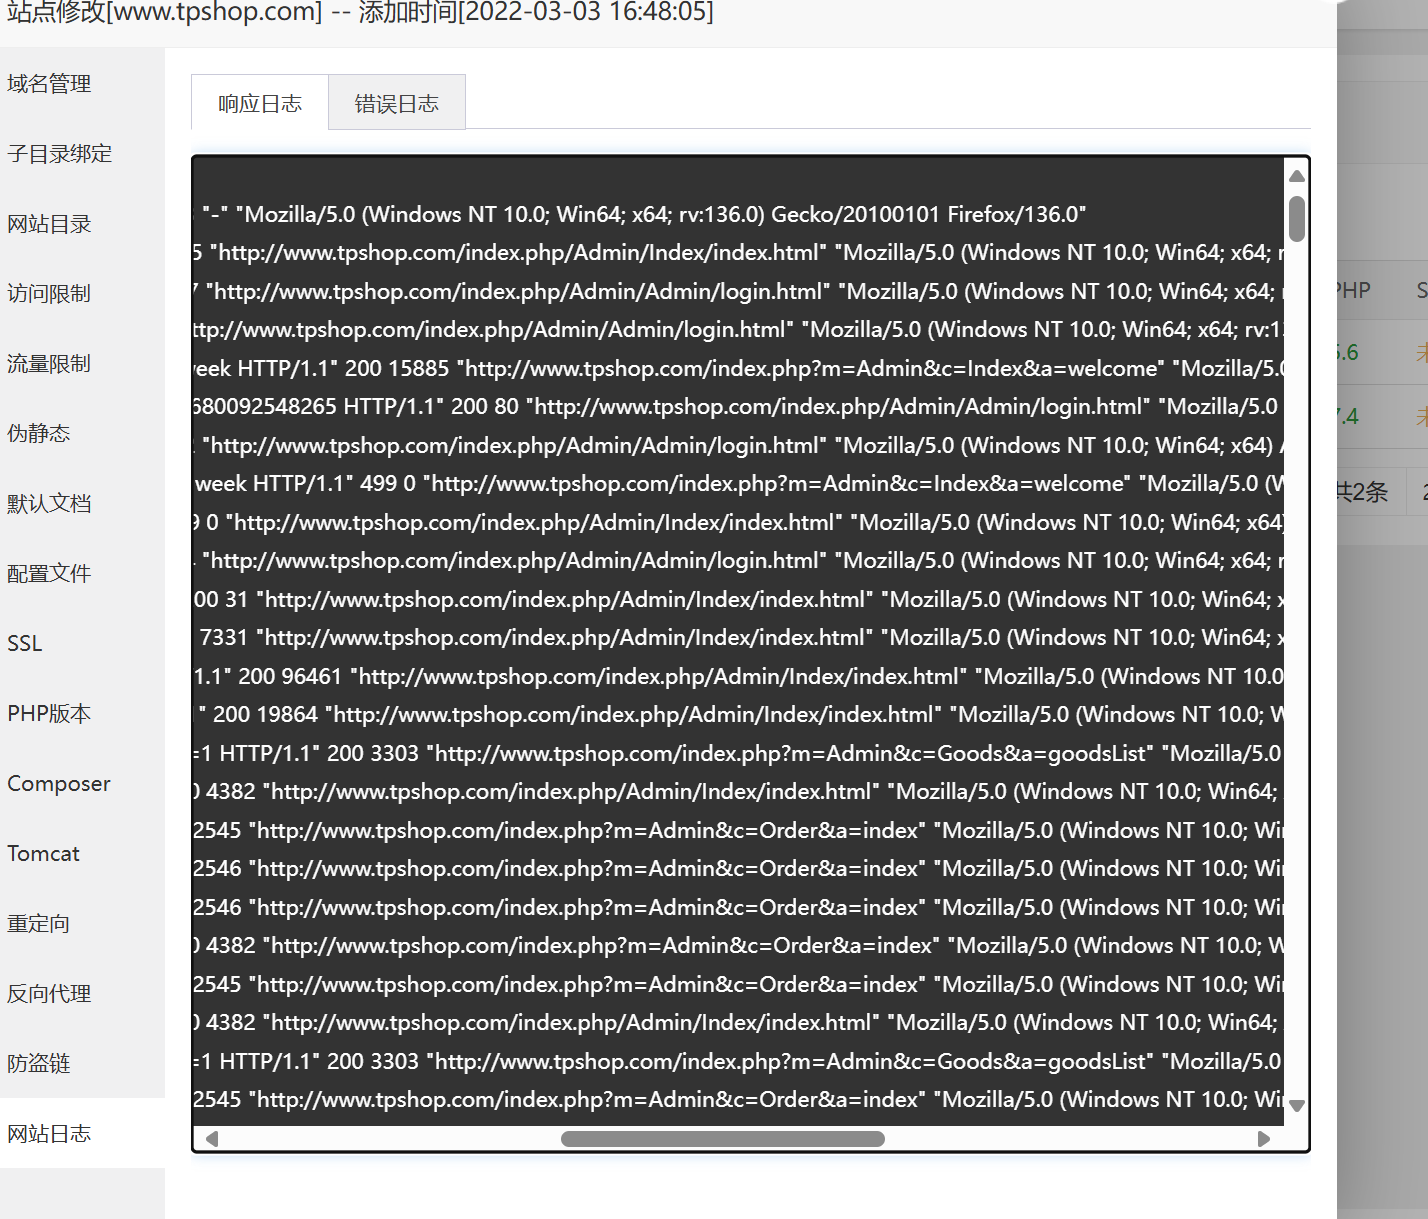 站点修改[www.tpshop.com] -- 添加时间[2022-03-03 16:48:05]
域名管理
子目录绑定
网站目录
访问限制
流量限制
伪静态
默认文档
配置文件
SSL
PHP版本
Composer
Tomcat
重定向
反向代理
防盗链
网站日志
响应日志 错误日志
"-" "Mozilla/5.0 (Windows NT 10.0; Win64; x64; rv:136.0) Gecko/20100101 Firefox/136.0"
5 "http://www.tpshop.com/index.php/Admin/Index/index.html" "Mozilla/5.0 (Windows NT 10.0; Win64; x64; r
7 "http://www.tpshop.com/index.php/Admin/Admin/login.html" "Mozilla/5.0 (Windows NT 10.0; Win64; x64;
ttp://www.tpshop.com/index.php/Admin/Admin/login.html" "Mozilla/5.0 (Windows NT 10.0; Win64; x64; rv:13
eek HTTP/1.1" 200 15885 "http://www.tpshop.com/index.php?m=Admin&c=Index&a=welcome" "Mozilla/5.0
680092548265 HTTP/1.1" 200 80 "http://www.tpshop.com/index.php/Admin/Admin/login.html" "Mozilla/5.0
"http://www.tpshop.com/index.php/Admin/Admin/login.html" "Mozilla/5.0 (Windows NT 10.0; Win64; x64) A
week HTTP/1.1" 499 0 "http://www.tpshop.com/index.php?m=Admin&c=Index&a=welcome" "Mozilla/5.0 (W
9 0 "http://www.tpshop.com/index.php/Admin/Index/index.html" "Mozilla/5.0 (Windows NT 10.0; Win64; x64)
"http://www.tpshop.com/index.php/Admin/Admin/login.html" "Mozilla/5.0 (Windows NT 10.0; Win64; x64; r
00 31 "http://www.tpshop.com/index.php/Admin/Index/index.html" "Mozilla/5.0 (Windows NT 10.0; Win64; x
7331 "http://www.tpshop.com/index.php/Admin/Index/index.html" "Mozilla/5.0 (Windows NT 10.0; Win64; x
1.1" 200 96461 "http://www.tpshop.com/index.php/Admin/Index/index.html" "Mozilla/5.0 (Windows NT 10.0
" 200 19864 "http://www.tpshop.com/index.php/Admin/Index/index.html" "Mozilla/5.0 (Windows NT 10.0; W
=1 HTTP/1.1" 200 3303 "http://www.tpshop.com/index.php?m=Admin&c=Goods&a=goodsList" "Mozilla/5.0
0 4382 "http://www.tpshop.com/index.php/Admin/Index/index.html" "Mozilla/5.0 (Windows NT 10.0; Win64;
2545 "http://www.tpshop.com/index.php?m=Admin&c=Order&a=index" "Mozilla/5.0 (Windows NT 10.0; Wi
2546 "http://www.tpshop.com/index.php?m=Admin&c=Order&a=index" "Mozilla/5.0 (Windows NT 10.0; Wi
2546 "http://www.tpshop.com/index.php?m=Admin&c=Order&a=index" "Mozilla/5.0 (Windows NT 10.0; Wi
0 4382 "http://www.tpshop.com/index.php?m=Admin&c=Order&a=index" "Mozilla/5.0 (Windows NT 10.0; W
2545 "http://www.tpshop.com/index.php?m=Admin&c=Order&a=index" "Mozilla/5.0 (Windows NT 10.0; Wi
0 4382 "http://www.tpshop.com/index.php/Admin/Index/index.html" "Mozilla/5.0 (Windows NT 10.0; Win64;
=1 HTTP/1.1" 200 3303 "http://www.tpshop.com/index.php?m=Admin&c=Goods&a=goodsList" "Mozilla/5.0
2545 "http://www.tpshop.com/index.php?m=Admin&c=Order&a=index" "Mozilla/5.0 (Windows NT 10.0; Wi
PHP S
5.6 未
7.4 未
共2条 2